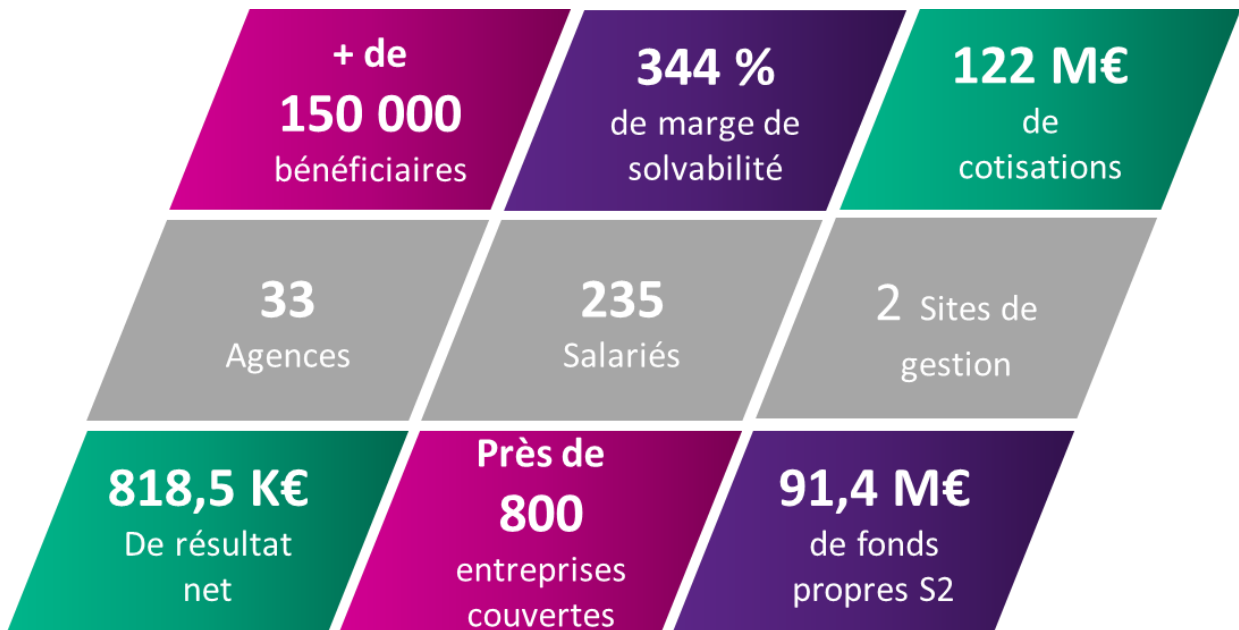 + de
150 000
bénéficiaires
344 %
de marge de
solvabilité
122 M€
de
cotisations
33
Agences
235
Salariés
2 Sites de
gestion
818,5 K€
De résultat
net
Près de
800
entreprises
couvertes
91,4 M€
de fonds
propres S2